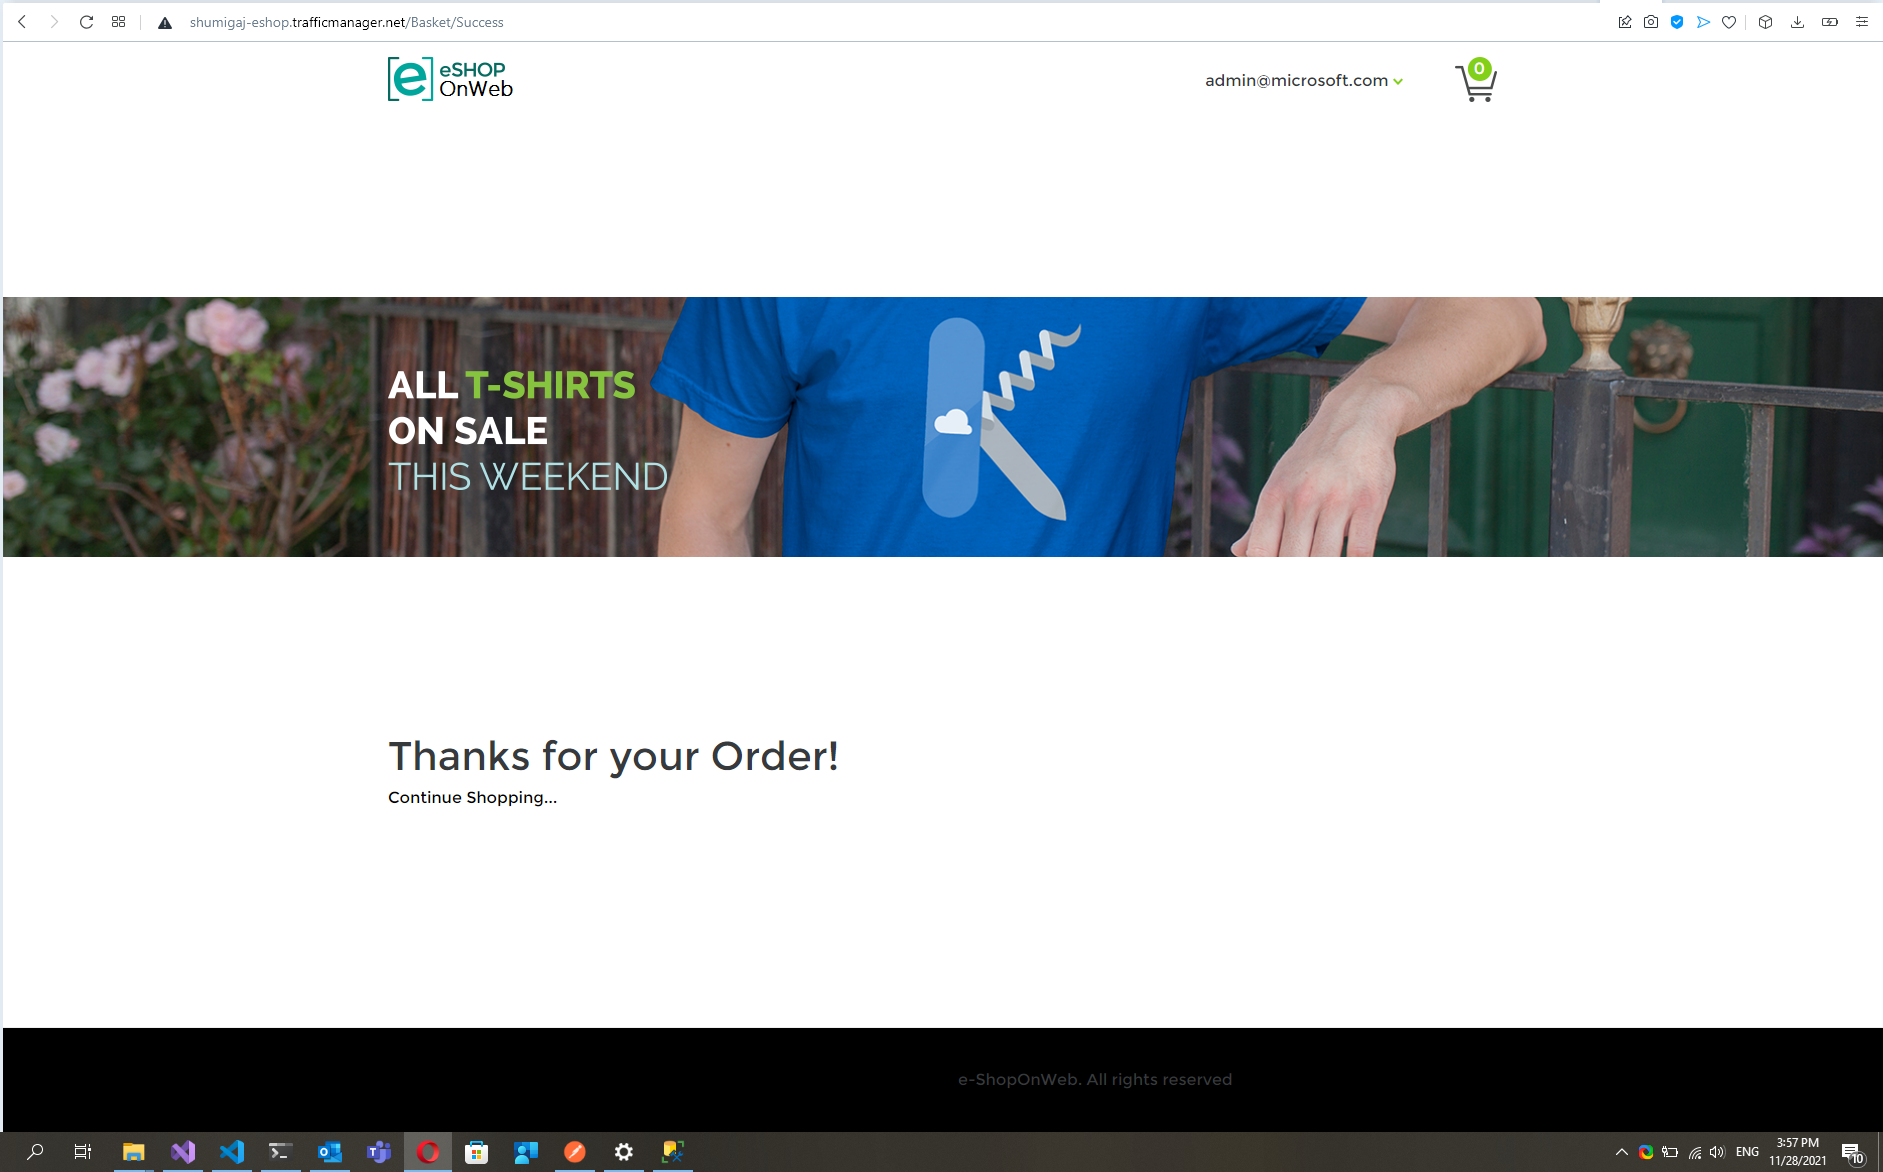 shumigaj-eshop.trafficmanager.net/Basket/Success
eSHOP
OnWeb
admin@microsoft.com
0
ALL T-SHIRTS
ON SALE
THIS WEEKEND
Thanks for your Order!
Continue Shopping...
e-ShopOnWeb. All rights reserved
ENG
3:57 PM
11/28/2021
10